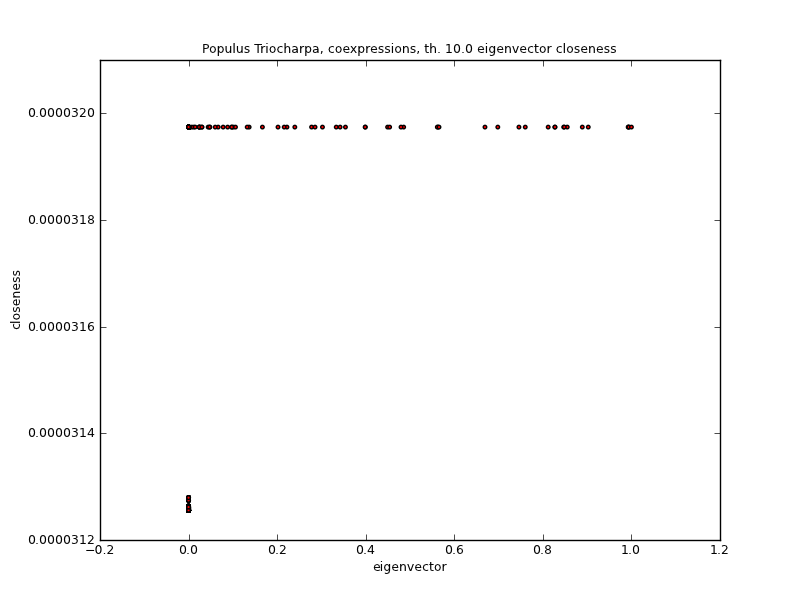 Populus Triocharpa, coexpressions, th. 10.0 eigenvector closeness
0.0000320
0.0000318
0.0000316
0.0000314
0.0000312
closeness
−0.2 0.0 0.2 0.4 0.6 0.8 1.0 1.2
eigenvector